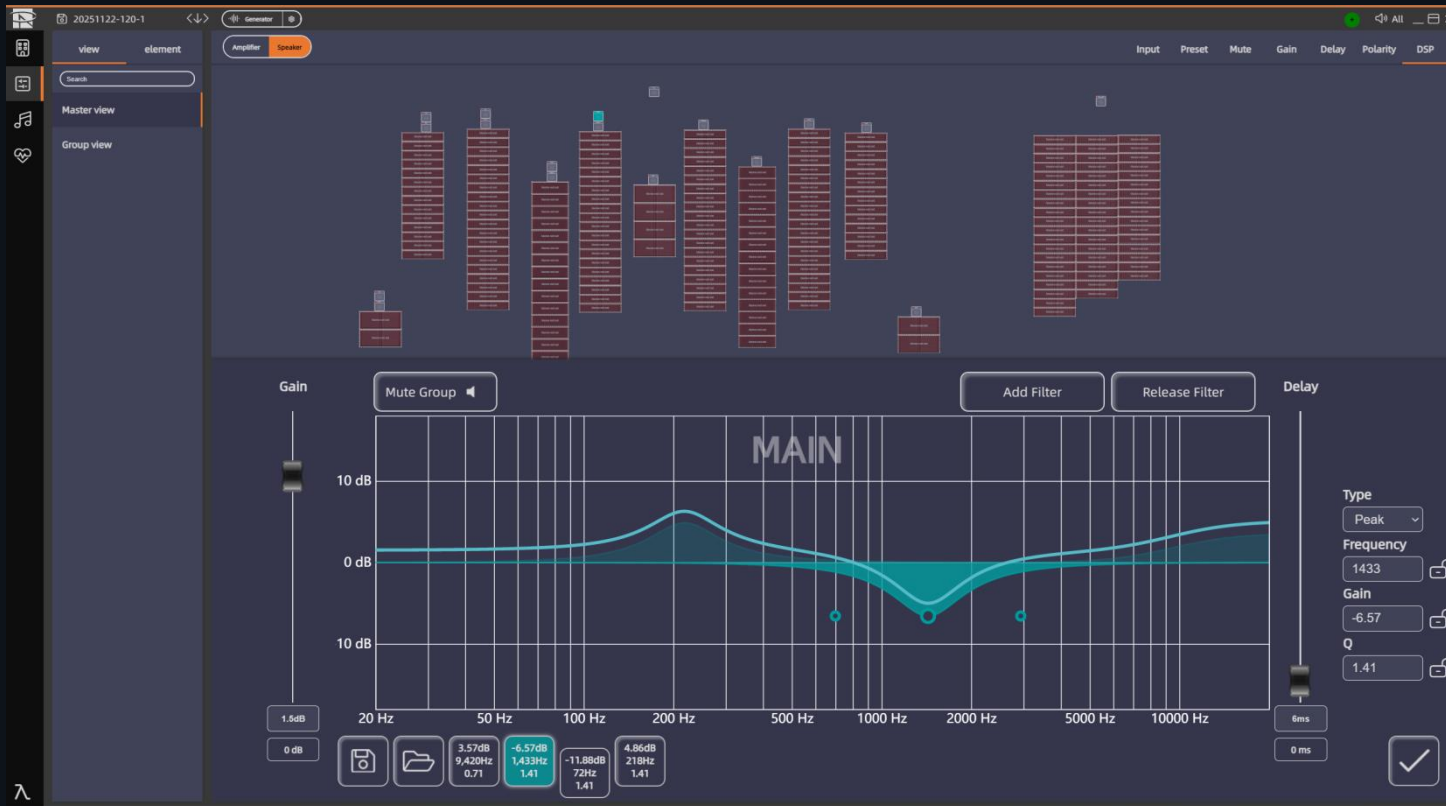 20251122-120-1
Generator
All
view
element
Amplifier
Speaker
Input
Preset
Mute
Gain
Delay
Polarity
DSP
Search
Master view
Group view
Gain
Mute Group
Add Filter
Release Filter
Delay
MAIN
10 dB
0 dB
10 dB
Type
Peak
Frequency
1433
Gain
-6.57
Q
1.41
20 Hz
50 Hz
100 Hz
200 Hz
500 Hz
1000 Hz
2000 Hz
5000 Hz
10000 Hz
1.5dB
0 dB
6ms
0 ms
3.57dB
9,420Hz
0.71
-6.57dB
1,433Hz
1.41
-11.88dB
72Hz
1.41
4.86dB
218Hz
1.41